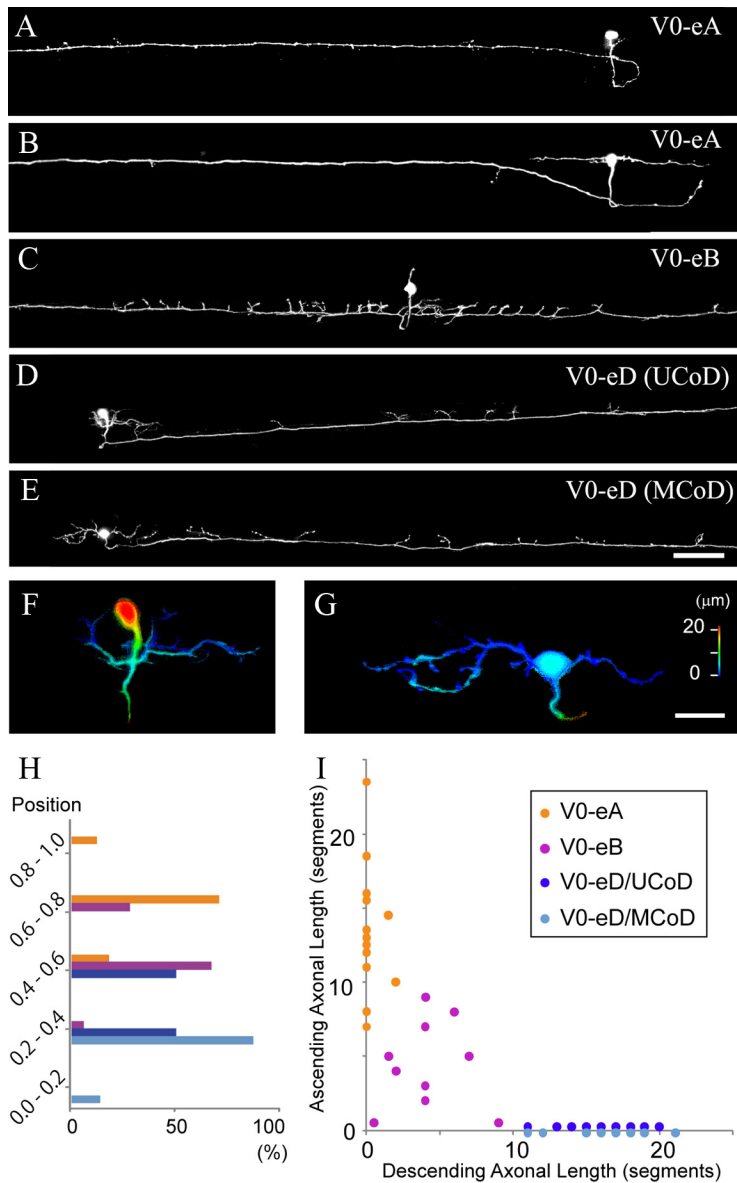 A
V0-eA
B
V0-eA
C
V0-eB
D
V0-eD (UCoD)
E
V0-eD (MCoD)
F
G
(μm)
20
0
H
Position
0.8 - 1.0
0.6 - 0.8
0.4 - 0.6
0.2 - 0.4
0.0 - 0.2
0
50
100
(%)
I
Ascending Axonal Length (segments)
20
10
0
V0-eA
V0-eB
V0-eD/UCoD
V0-eD/MCoD
0
10
20
Descending Axonal Length (segments)